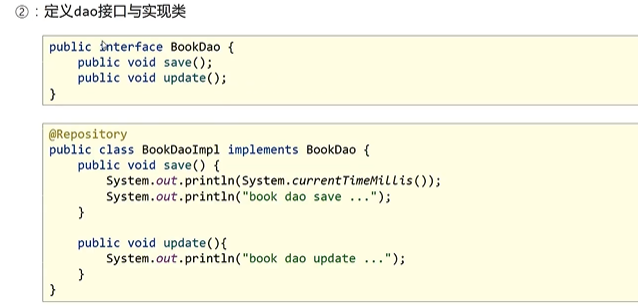 ②：定义dao接口与实现类
public interface BookDao {
    public void save();
    public void update();
}
@Repository
public class BookDaoImpl implements BookDao {
    public void save() {
        System.out.println(System.currentTimeMillis());
        System.out.println("book dao save ...");
    }
    public void update(){
        System.out.println("book dao update ...");
    }
}